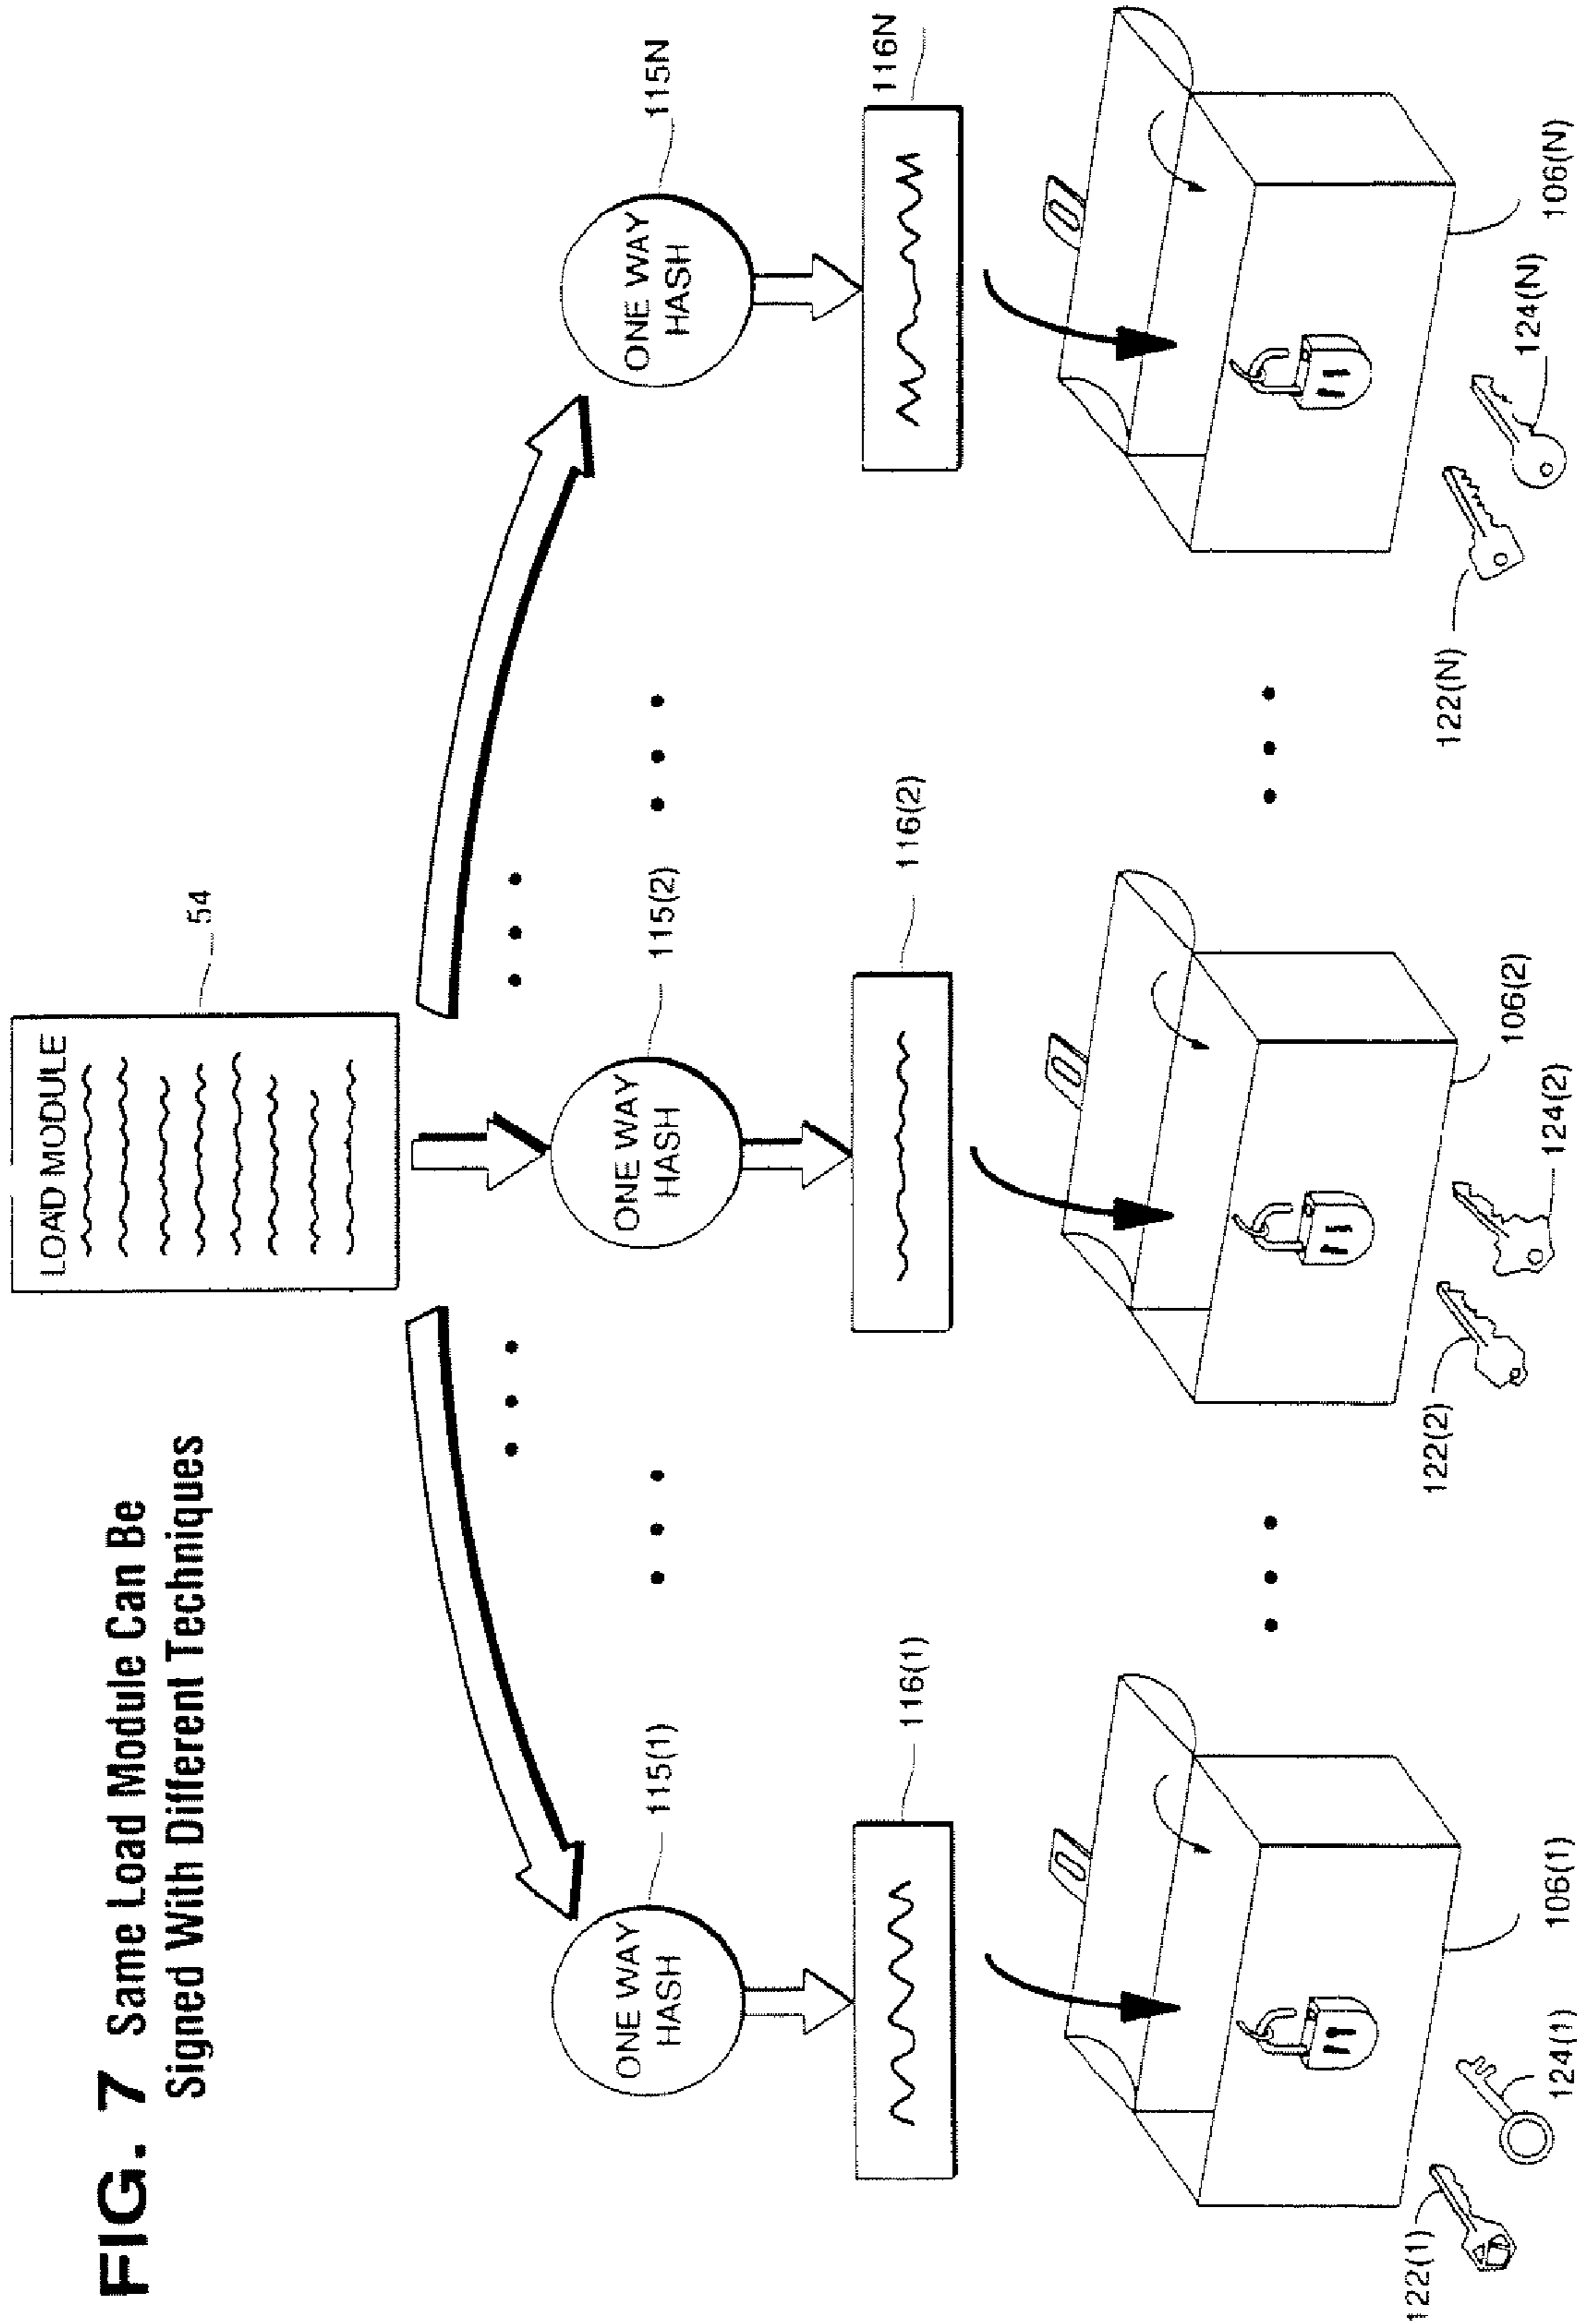 FIG. 7 Same Load Module Can Be
Signed With Different Techniques
LOAD MODULE
54
ONE WAY
HASH
115(1)
ONE WAY
HASH
115(2)
ONE WAY
HASH
115N
116(1)
116(2)
116N
122(1)
124(1)
106(1)
122(2)
124(2)
106(2)
122(N)
124(N)
106(N)